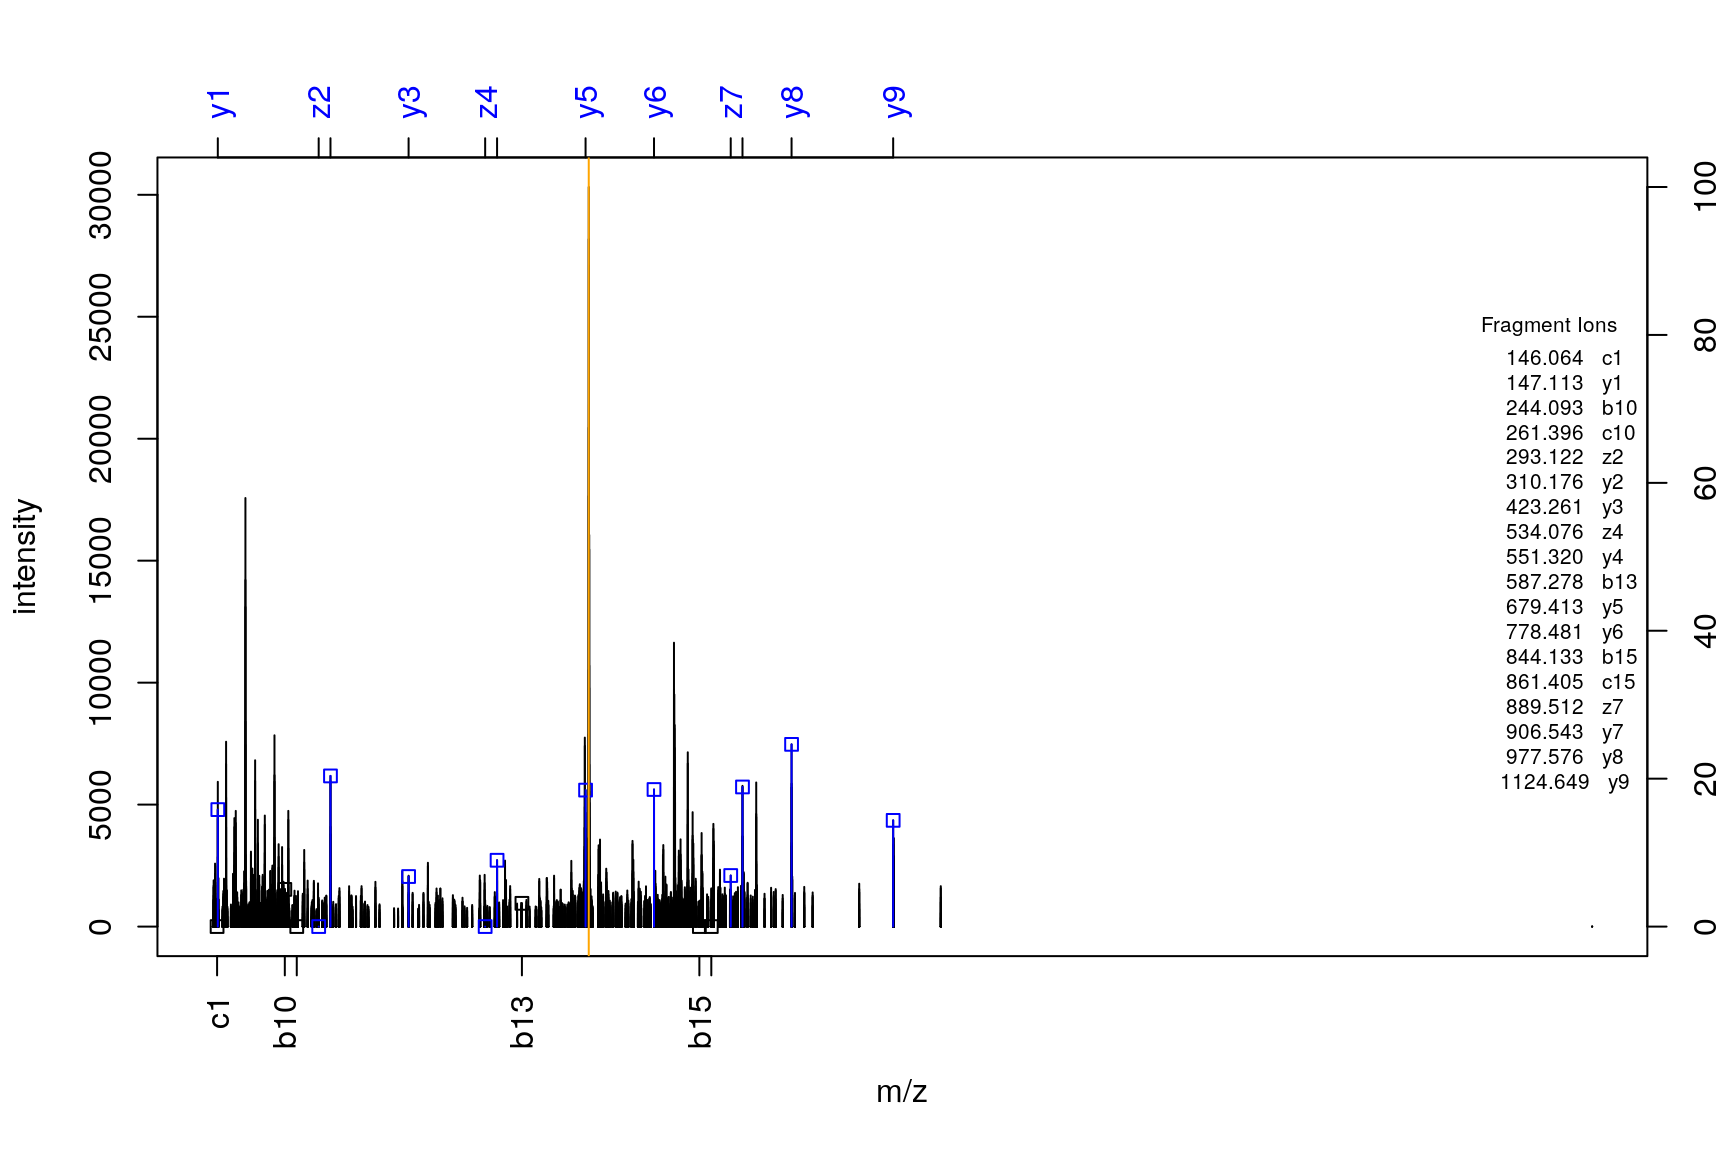 y1 z2 y3 z4 y5 y6 z7 y8 y9
30000
25000
20000
15000
10000
5000
0
intensity
100
80
60
40
20
0
Fragment Ions
146.064 c1
147.113 y1
244.093 b10
261.396 c10
293.122 z2
310.176 y2
423.261 y3
534.076 z4
551.320 y4
587.278 b13
679.413 y5
778.481 y6
844.133 b15
861.405 c15
889.512 z7
906.543 y7
977.576 y8
1124.649 y9
c1 b10 b13 b15
m/z